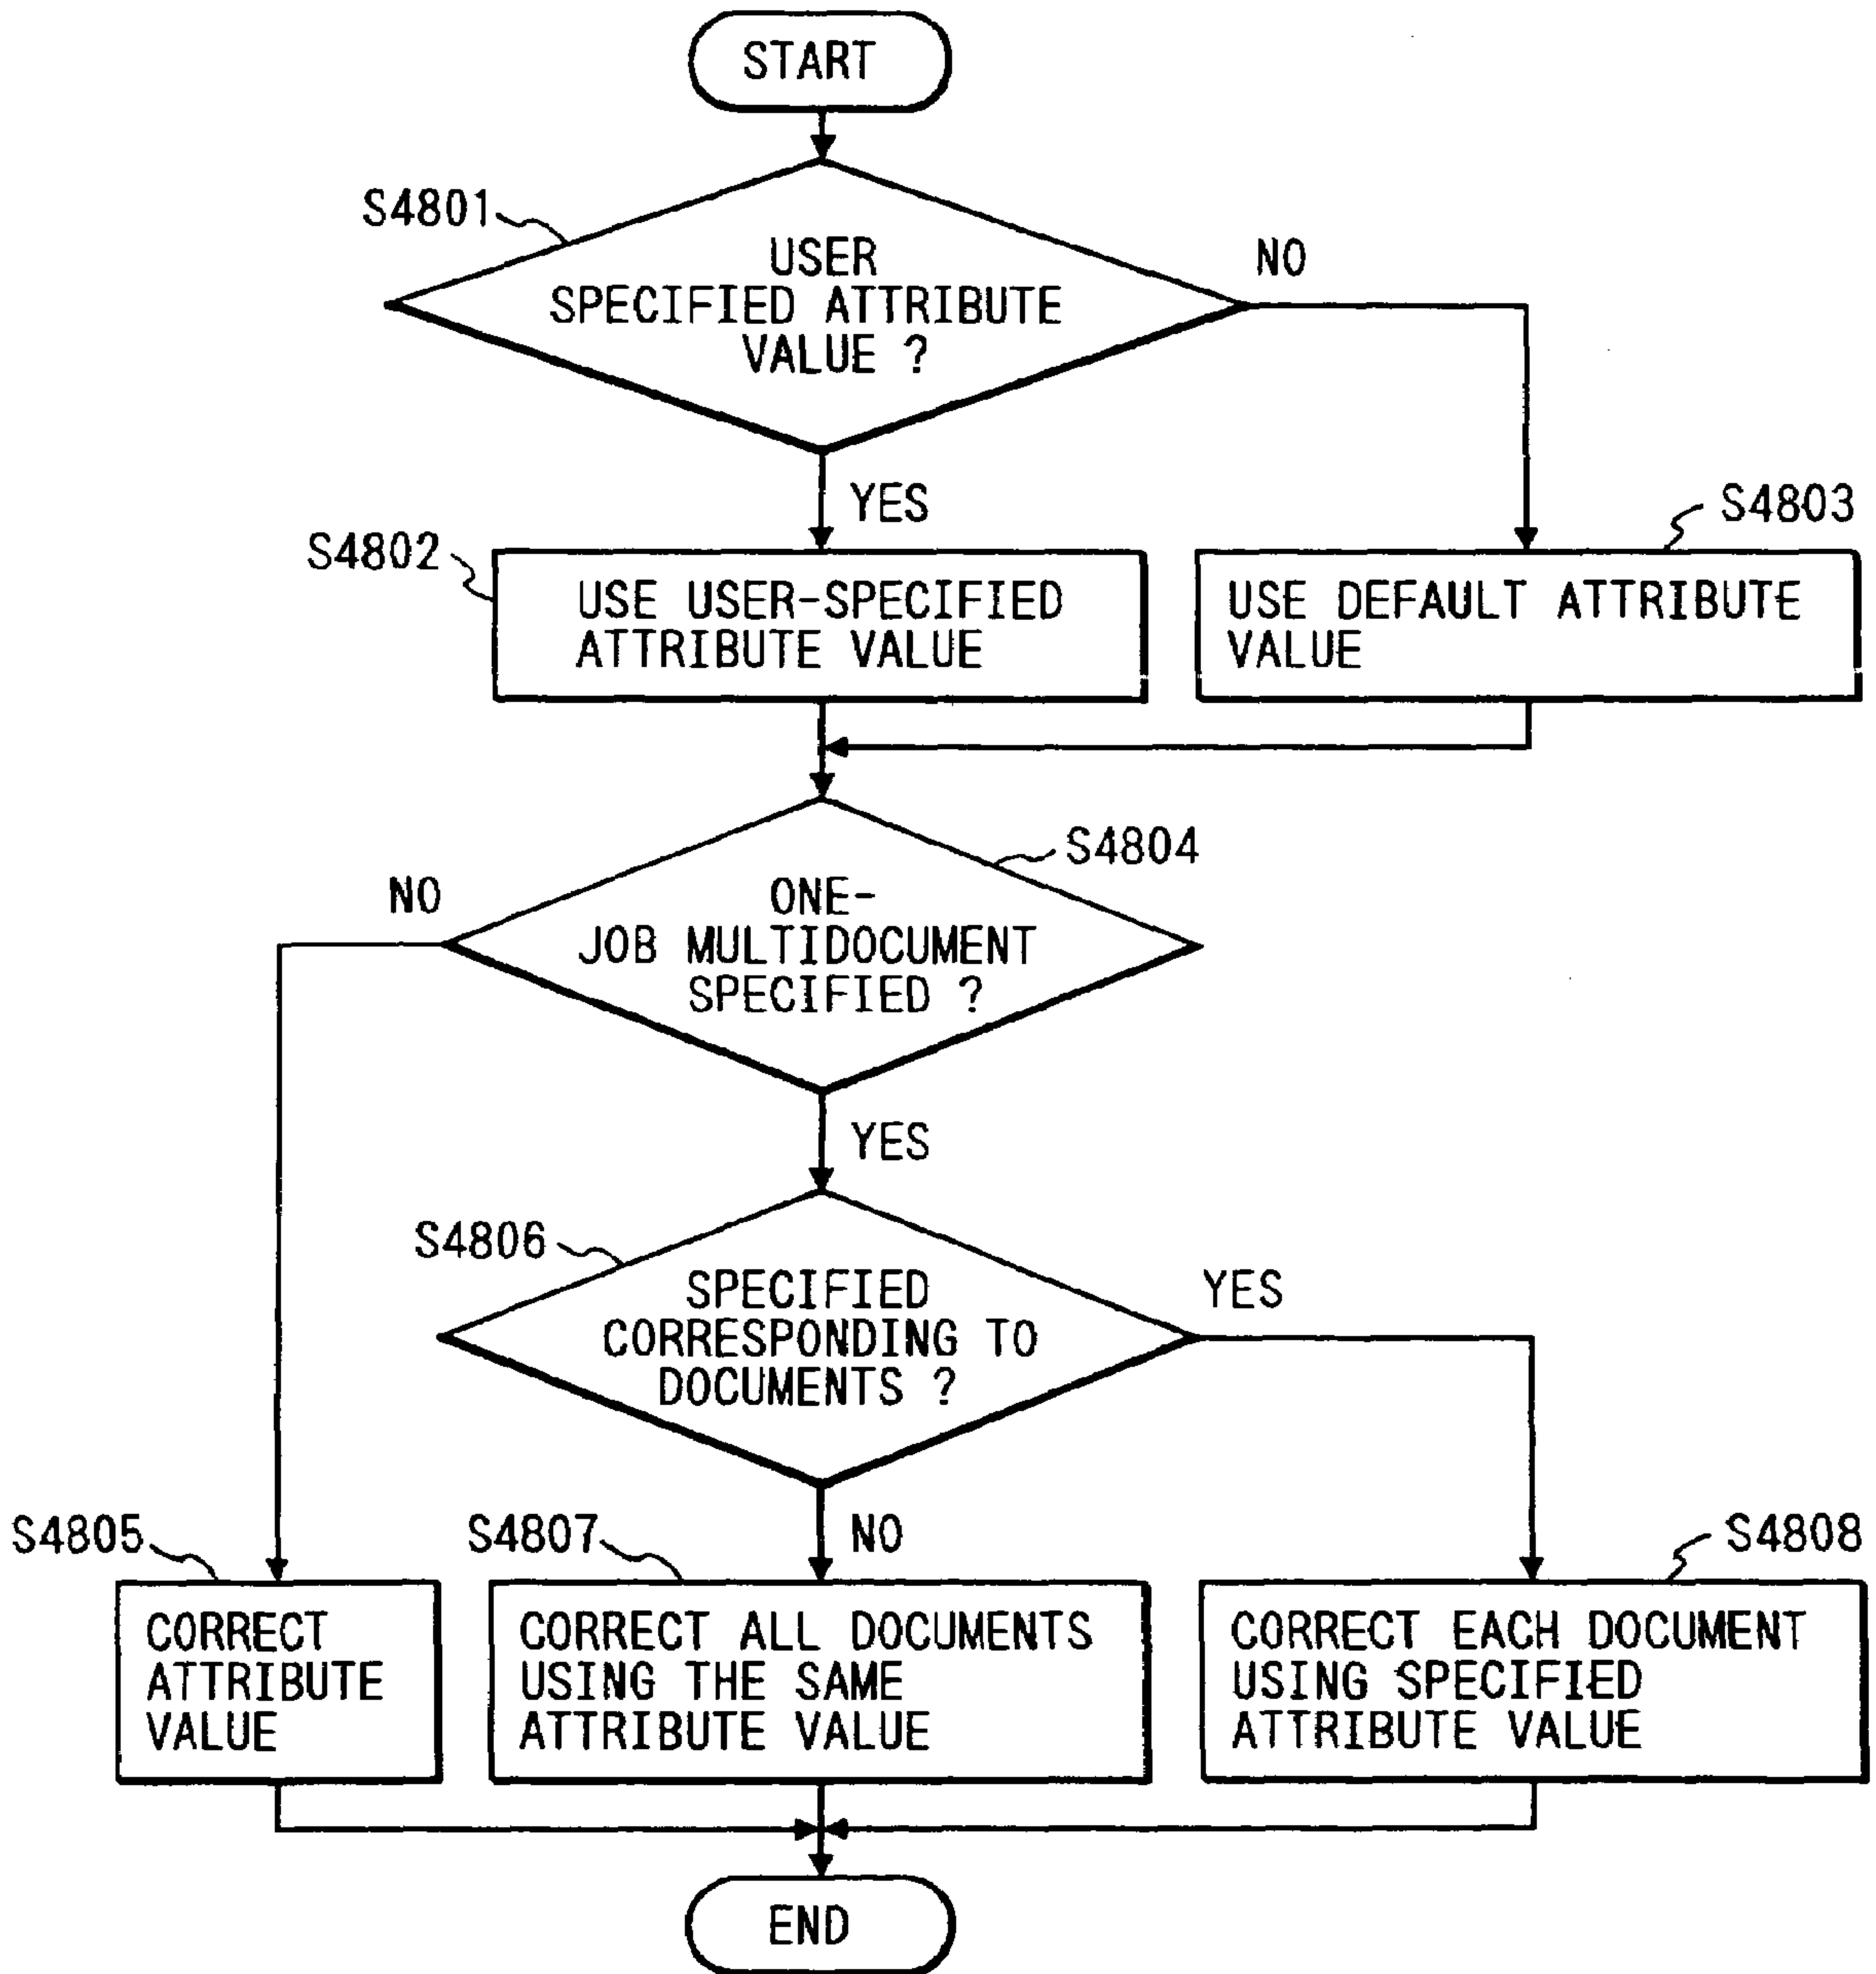 START
S4801
USER
SPECIFIED ATTRIBUTE
VALUE ?
NO
YES
S4802
USE USER-SPECIFIED
ATTRIBUTE VALUE
S4803
USE DEFAULT ATTRIBUTE
VALUE
S4804
NO
ONE-
JOB MULTIDOCUMENT
SPECIFIED ?
YES
S4806
SPECIFIED
CORRESPONDING TO
DOCUMENTS ?
YES
NO
S4805
CORRECT
ATTRIBUTE
VALUE
S4807
CORRECT ALL DOCUMENTS
USING THE SAME
ATTRIBUTE VALUE
S4808
CORRECT EACH DOCUMENT
USING SPECIFIED
ATTRIBUTE VALUE
END